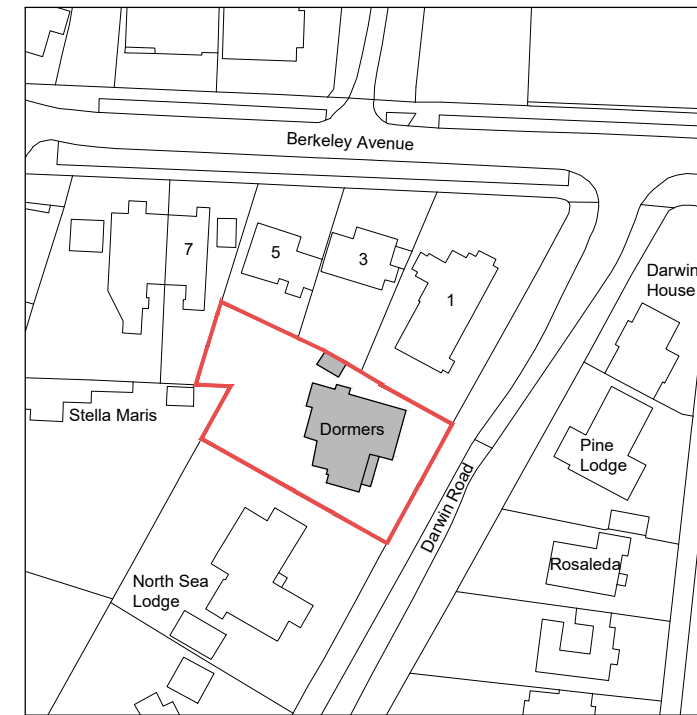 Berkeley Avenue
7
5
3
1
Darwin
House
Stella Maris
Dormers
Pine
Lodge
Darwin Road
Rosaleda
North Sea
Lodge